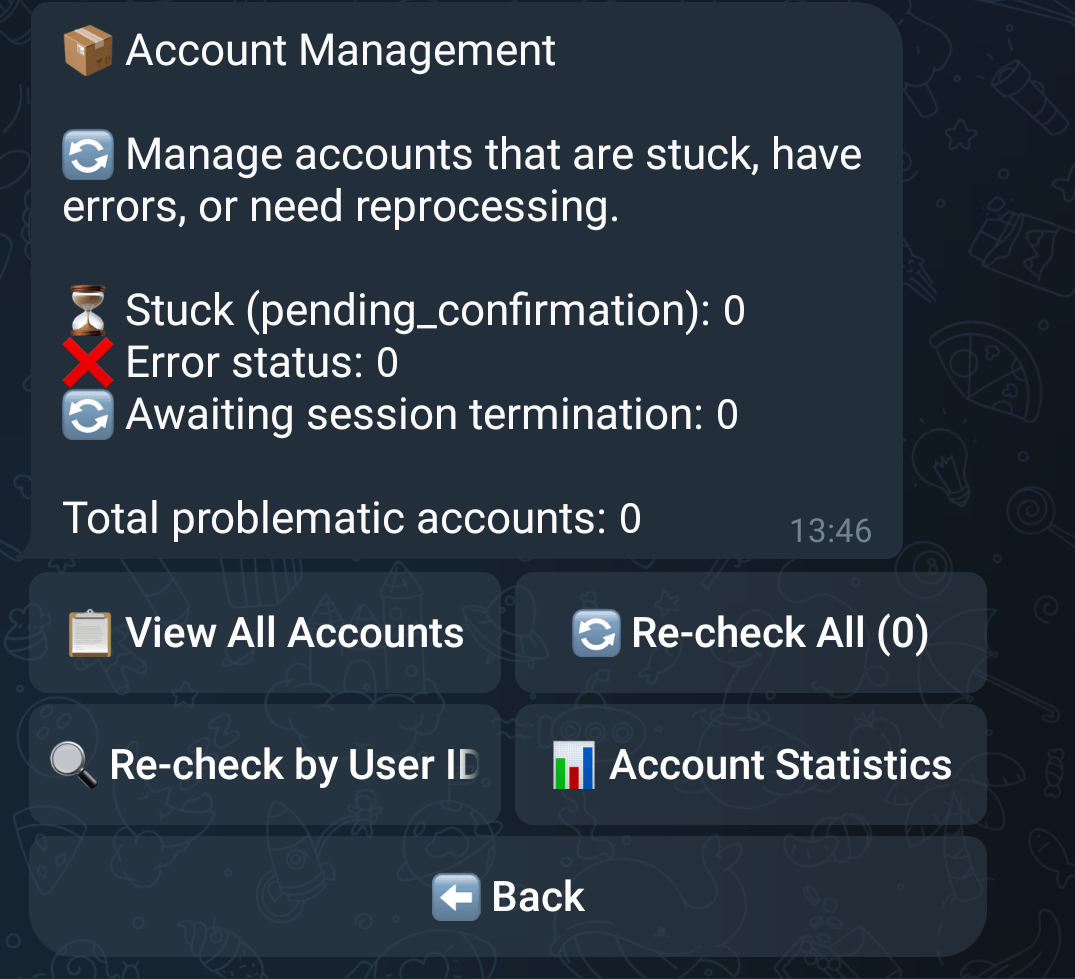 📦 Account Management
🔄 Manage accounts that are stuck, have
errors, or need reprocessing.
⏳ Stuck (pending_confirmation): 0
❌ Error status: 0
🔄 Awaiting session termination: 0
Total problematic accounts: 0
13:46
📋 View All Accounts
🔄 Re-check All (0)
🔍 Re-check by User ID
📊 Account Statistics
⬅️ Back